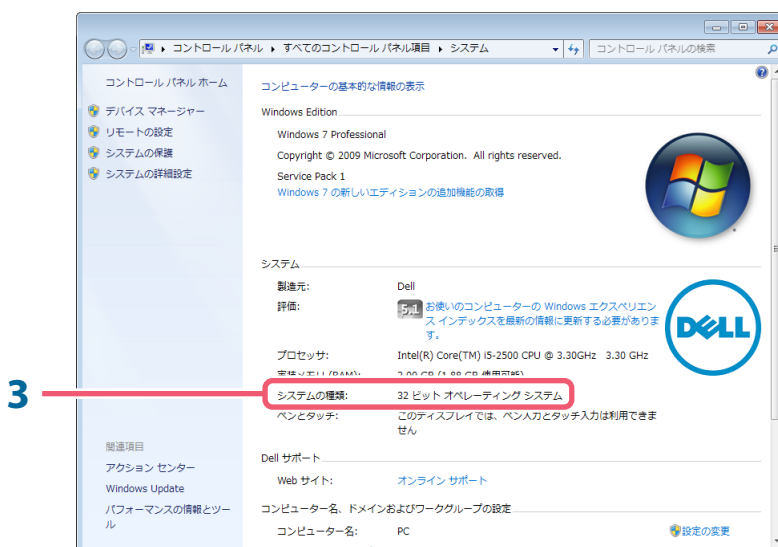 コントロール パネル ▸ すべてのコントロール パネル項目 ▸ システム
コントロール パネルの検索
コントロール パネル ホーム
デバイス マネージャー
リモートの設定
システムの保護
システムの詳細設定
関連項目
アクション センター
Windows Update
パフォーマンスの情報とツー
ル
コンピューターの基本的な情報の表示
Windows Edition
Windows 7 Professional
Copyright © 2009 Microsoft Corporation. All rights reserved.
Service Pack 1
Windows 7 の新しいエディションの追加機能の取得
システム
製造元: Dell
評価: 5.1 お使いのコンピューターの Windows エクスペリエン
ス インデックスを最新の情報に更新する必要がありま
す。
DELL
プロセッサ: Intel(R) Core(TM) i5-2500 CPU @ 3.30GHz 3.30 GHz
実装メモリ (RAM): 2.00 GB (1.88 GB 使用可能)
3
システムの種類: 32 ビット オペレーティング システム
ペンとタッチ: このディスプレイでは、ペン入力とタッチ入力は利用できま
せん
Dell サポート
Web サイト: オンライン サポート
コンピューター名、ドメインおよびワークグループの設定
コンピューター名: PC
設定の変更